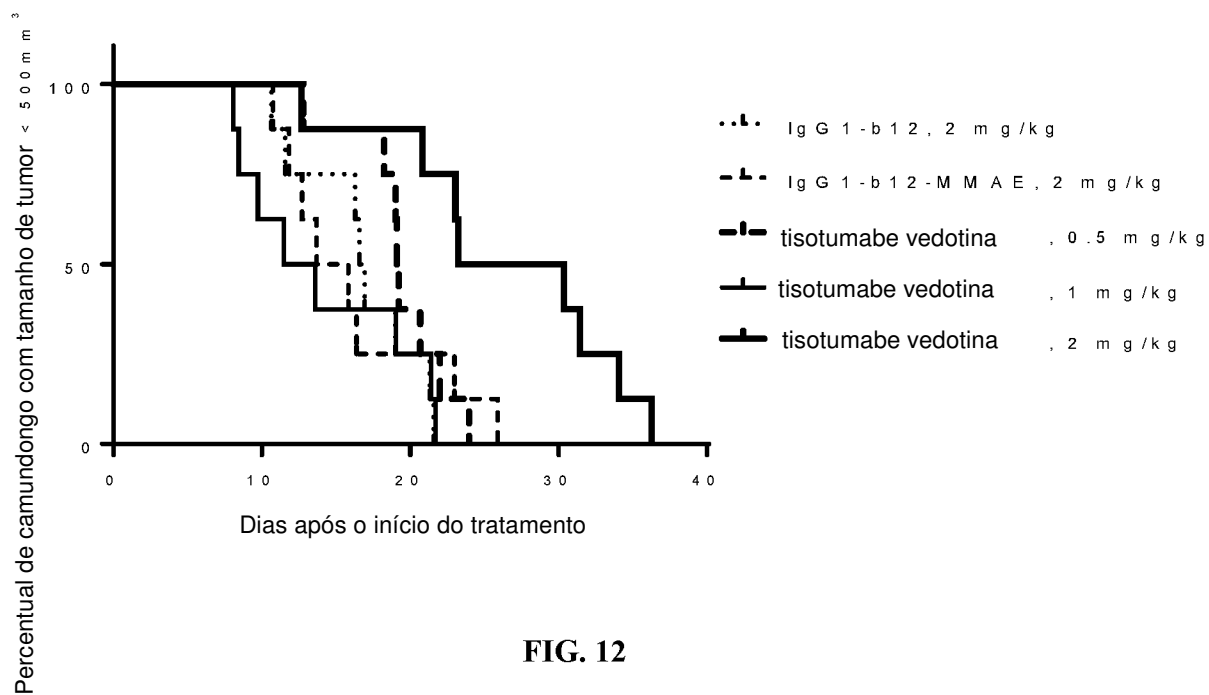 Percentual de camundongo com tamanho de tumor < 500mm³
100
50
0
0 10 20 30 40
Dias após o início do tratamento
IgG1-b12, 2 mg/kg
IgG1-b12-MMAE, 2 mg/kg
tisotumabe vedotina , 0.5 mg/kg
tisotumabe vedotina , 1 mg/kg
tisotumabe vedotina , 2 mg/kg
FIG. 12